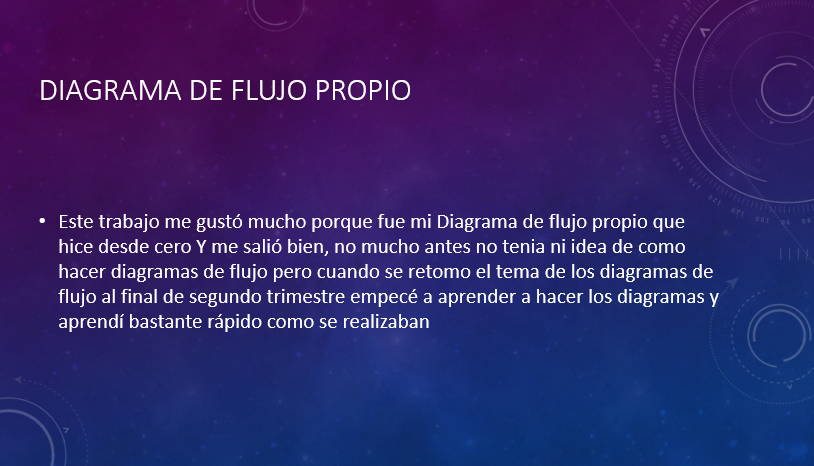 DIAGRAMA DE FLUJO PROPIO
• Este trabajo me gustó mucho porque fue mi Diagrama de flujo propio que
hice desde cero Y me salió bien, no mucho antes no tenia ni idea de como
hacer diagramas de flujo pero cuando se retomo el tema de los diagramas de
flujo al final de segundo trimestre empecé a aprender a hacer los diagramas y
aprendí bastante rápido como se realizaban